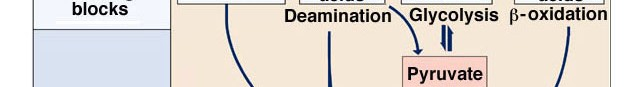 blocks
Deamination
Glycolysis
β-oxidation
Pyruvate